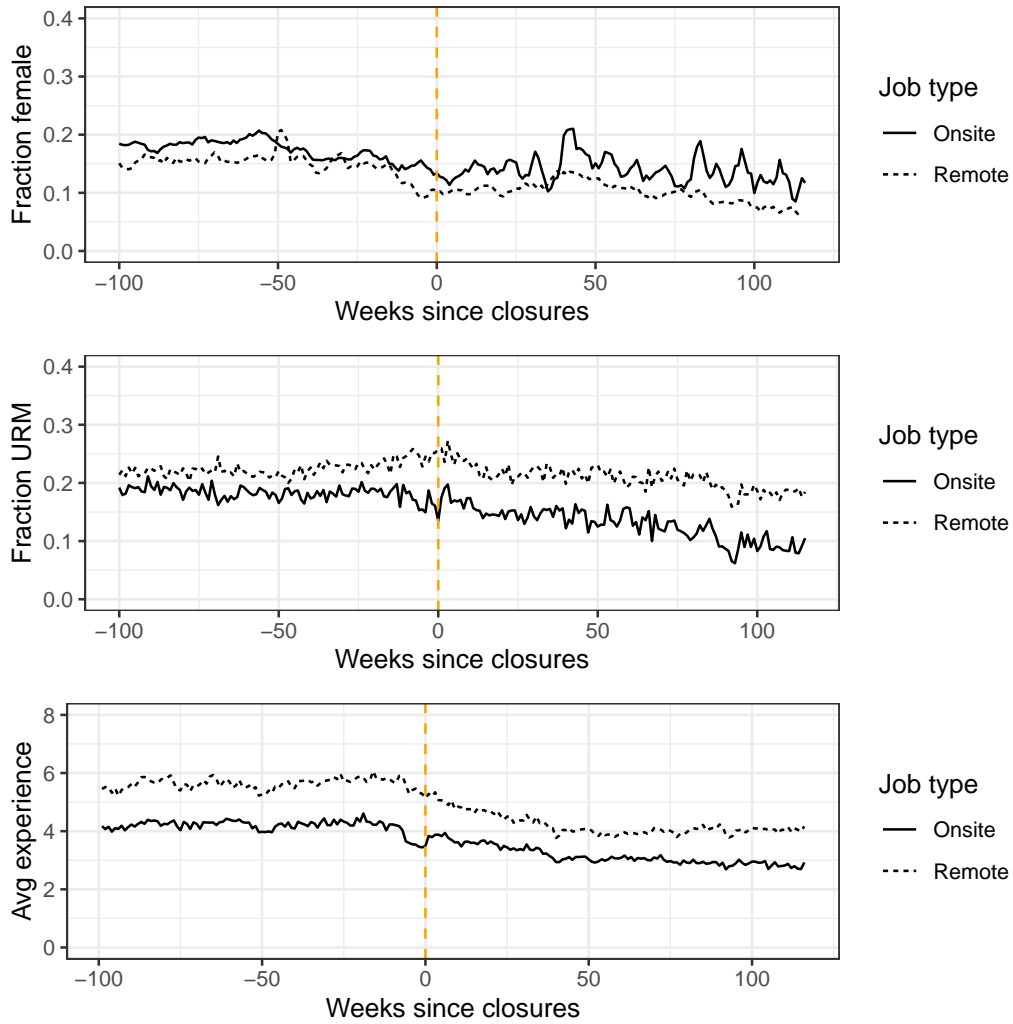 Fraction female
0.4
0.3
0.2
0.1
0.0
−100
−50
0
50
100
Weeks since closures
Job type
Onsite
Remote
Fraction URM
0.4
0.3
0.2
0.1
0.0
−100
−50
0
50
100
Weeks since closures
Job type
Onsite
Remote
Avg experience
8
6
4
2
0
−100
−50
0
50
100
Weeks since closures
Job type
Onsite
Remote